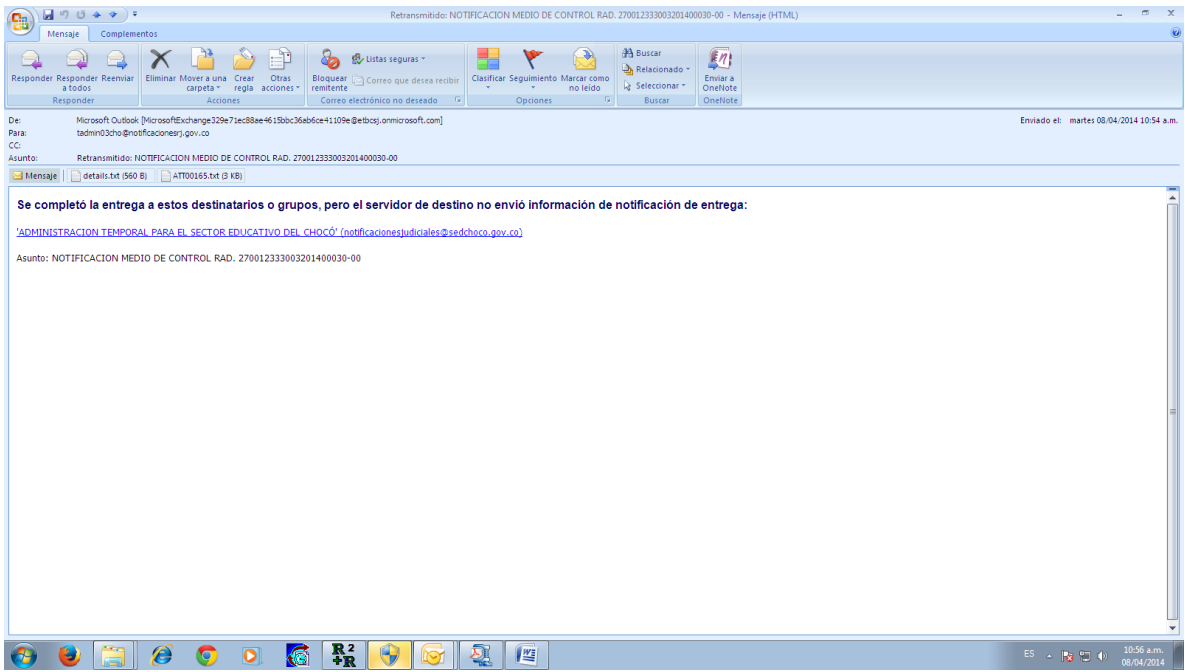 Retransmitido: NOTIFICACION MEDIO DE CONTROL RAD. 27001233300320140030-00 - Mensaje (HTML)
Mensaje Complementos
Responder Responder a todos Reenviar
Responder
Eliminar Mover a una carpeta Crear regla Otras acciones
Acciones
Bloquear remitente Listas seguras Correo que desea recibir
Correo electrónico no deseado
Clasificar Seguimiento Marcar como no leído
Opciones
Buscar Relacionado Seleccionar
Buscar
Enviar a OneNote
OneNote
De: Microsoft Outlook [MicrosoftExchange329e71ec88ae4615bbc36ab6ce41109e@etbcsj.onmicrosoft.com] Enviado el: martes 08/04/2014 10:54 a.m.
Para: tadmin03cho@notificacionesrj.gov.co
CC:
Asunto: Retransmitido: NOTIFICACION MEDIO DE CONTROL RAD. 270012333003201400030-00
Mensaje details.txt (560 B) ATT00165.txt (3 KB)
Se completó la entrega a estos destinatarios o grupos, pero el servidor de destino no envió información de notificación de entrega:
'ADMINISTRACION TEMPORAL PARA EL SECTOR EDUCATIVO DEL CHOCÓ' (notificacionesjudiciales@sedchoco.gov.co)
Asunto: NOTIFICACION MEDIO DE CONTROL RAD. 270012333003201400030-00
R2
+R
ES 10:56 a.m.
08/04/2014